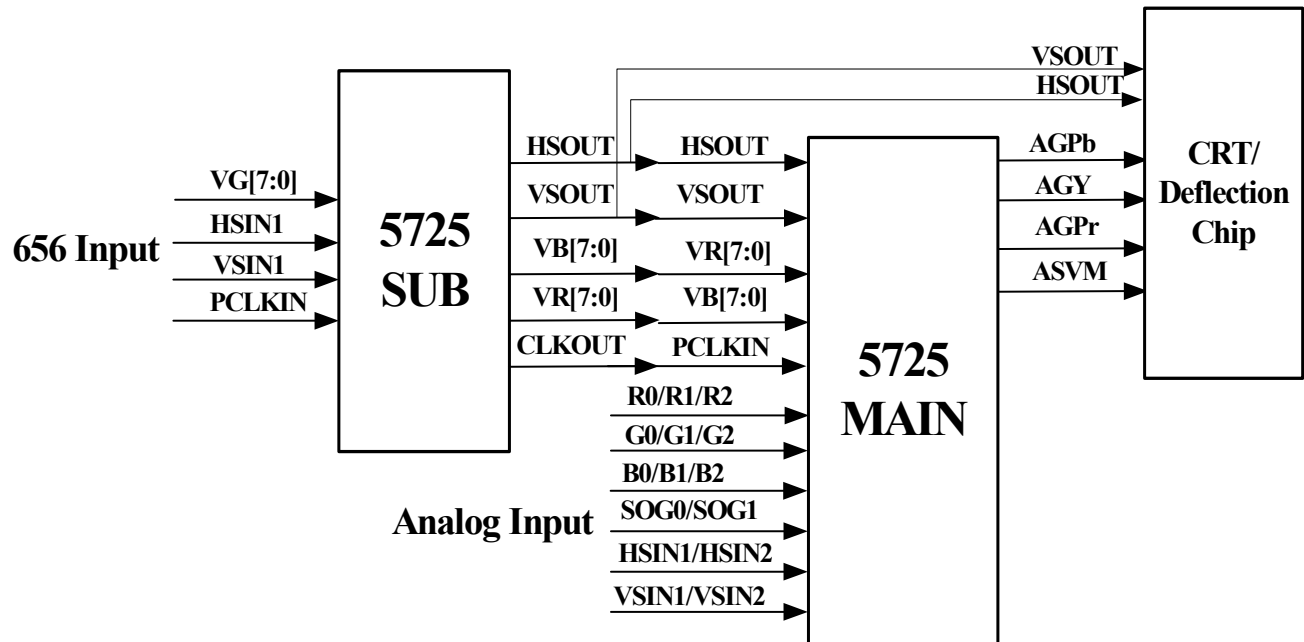 VSOUT
HSOUT
CRT/
Deflection
Chip
HSOUT
HSOUT
AGPb
VG[7:0]
VSOUT
VSOUT
AGY
HSIN1
5725
SUB
AGPr
656 Input
VSIN1
VB[7:0]
VR[7:0]
ASVM
PCLKIN
VR[7:0]
VB[7:0]
CLKOUT
PCLKIN
5725
MAIN
R0/R1/R2
G0/G1/G2
B0/B1/B2
Analog Input
SOG0/SOG1
HSIN1/HSIN2
VSIN1/VSIN2